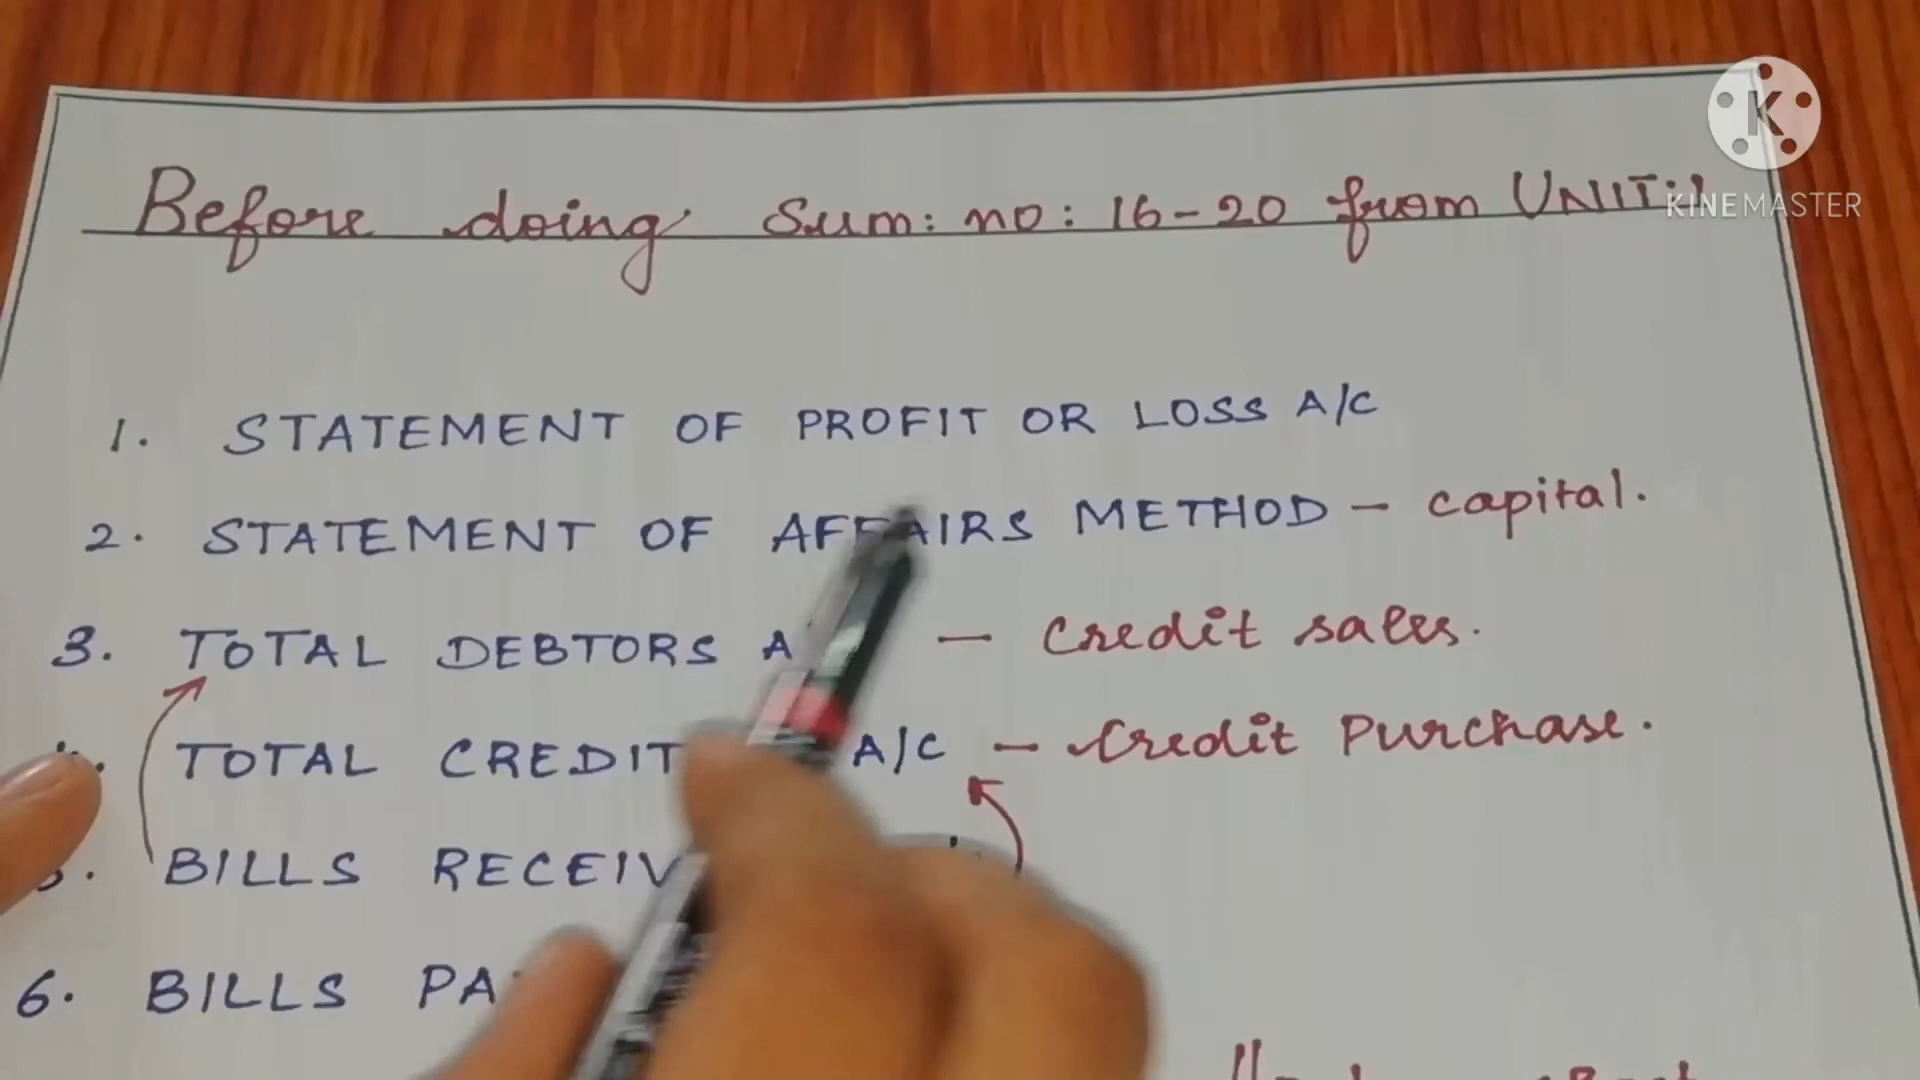 Before doing Sum: no: 16-20 from UNIT:1
KINEMASTER
1. STATEMENT OF PROFIT OR LOSS A/C
2. STATEMENT OF AFFAIRS METHOD - capital.
3. TOTAL DEBTORS A - Credit sales.
TOTAL CREDIT A/C - Credit Purchase.
BILLS RECEIV
6. BILLS PA